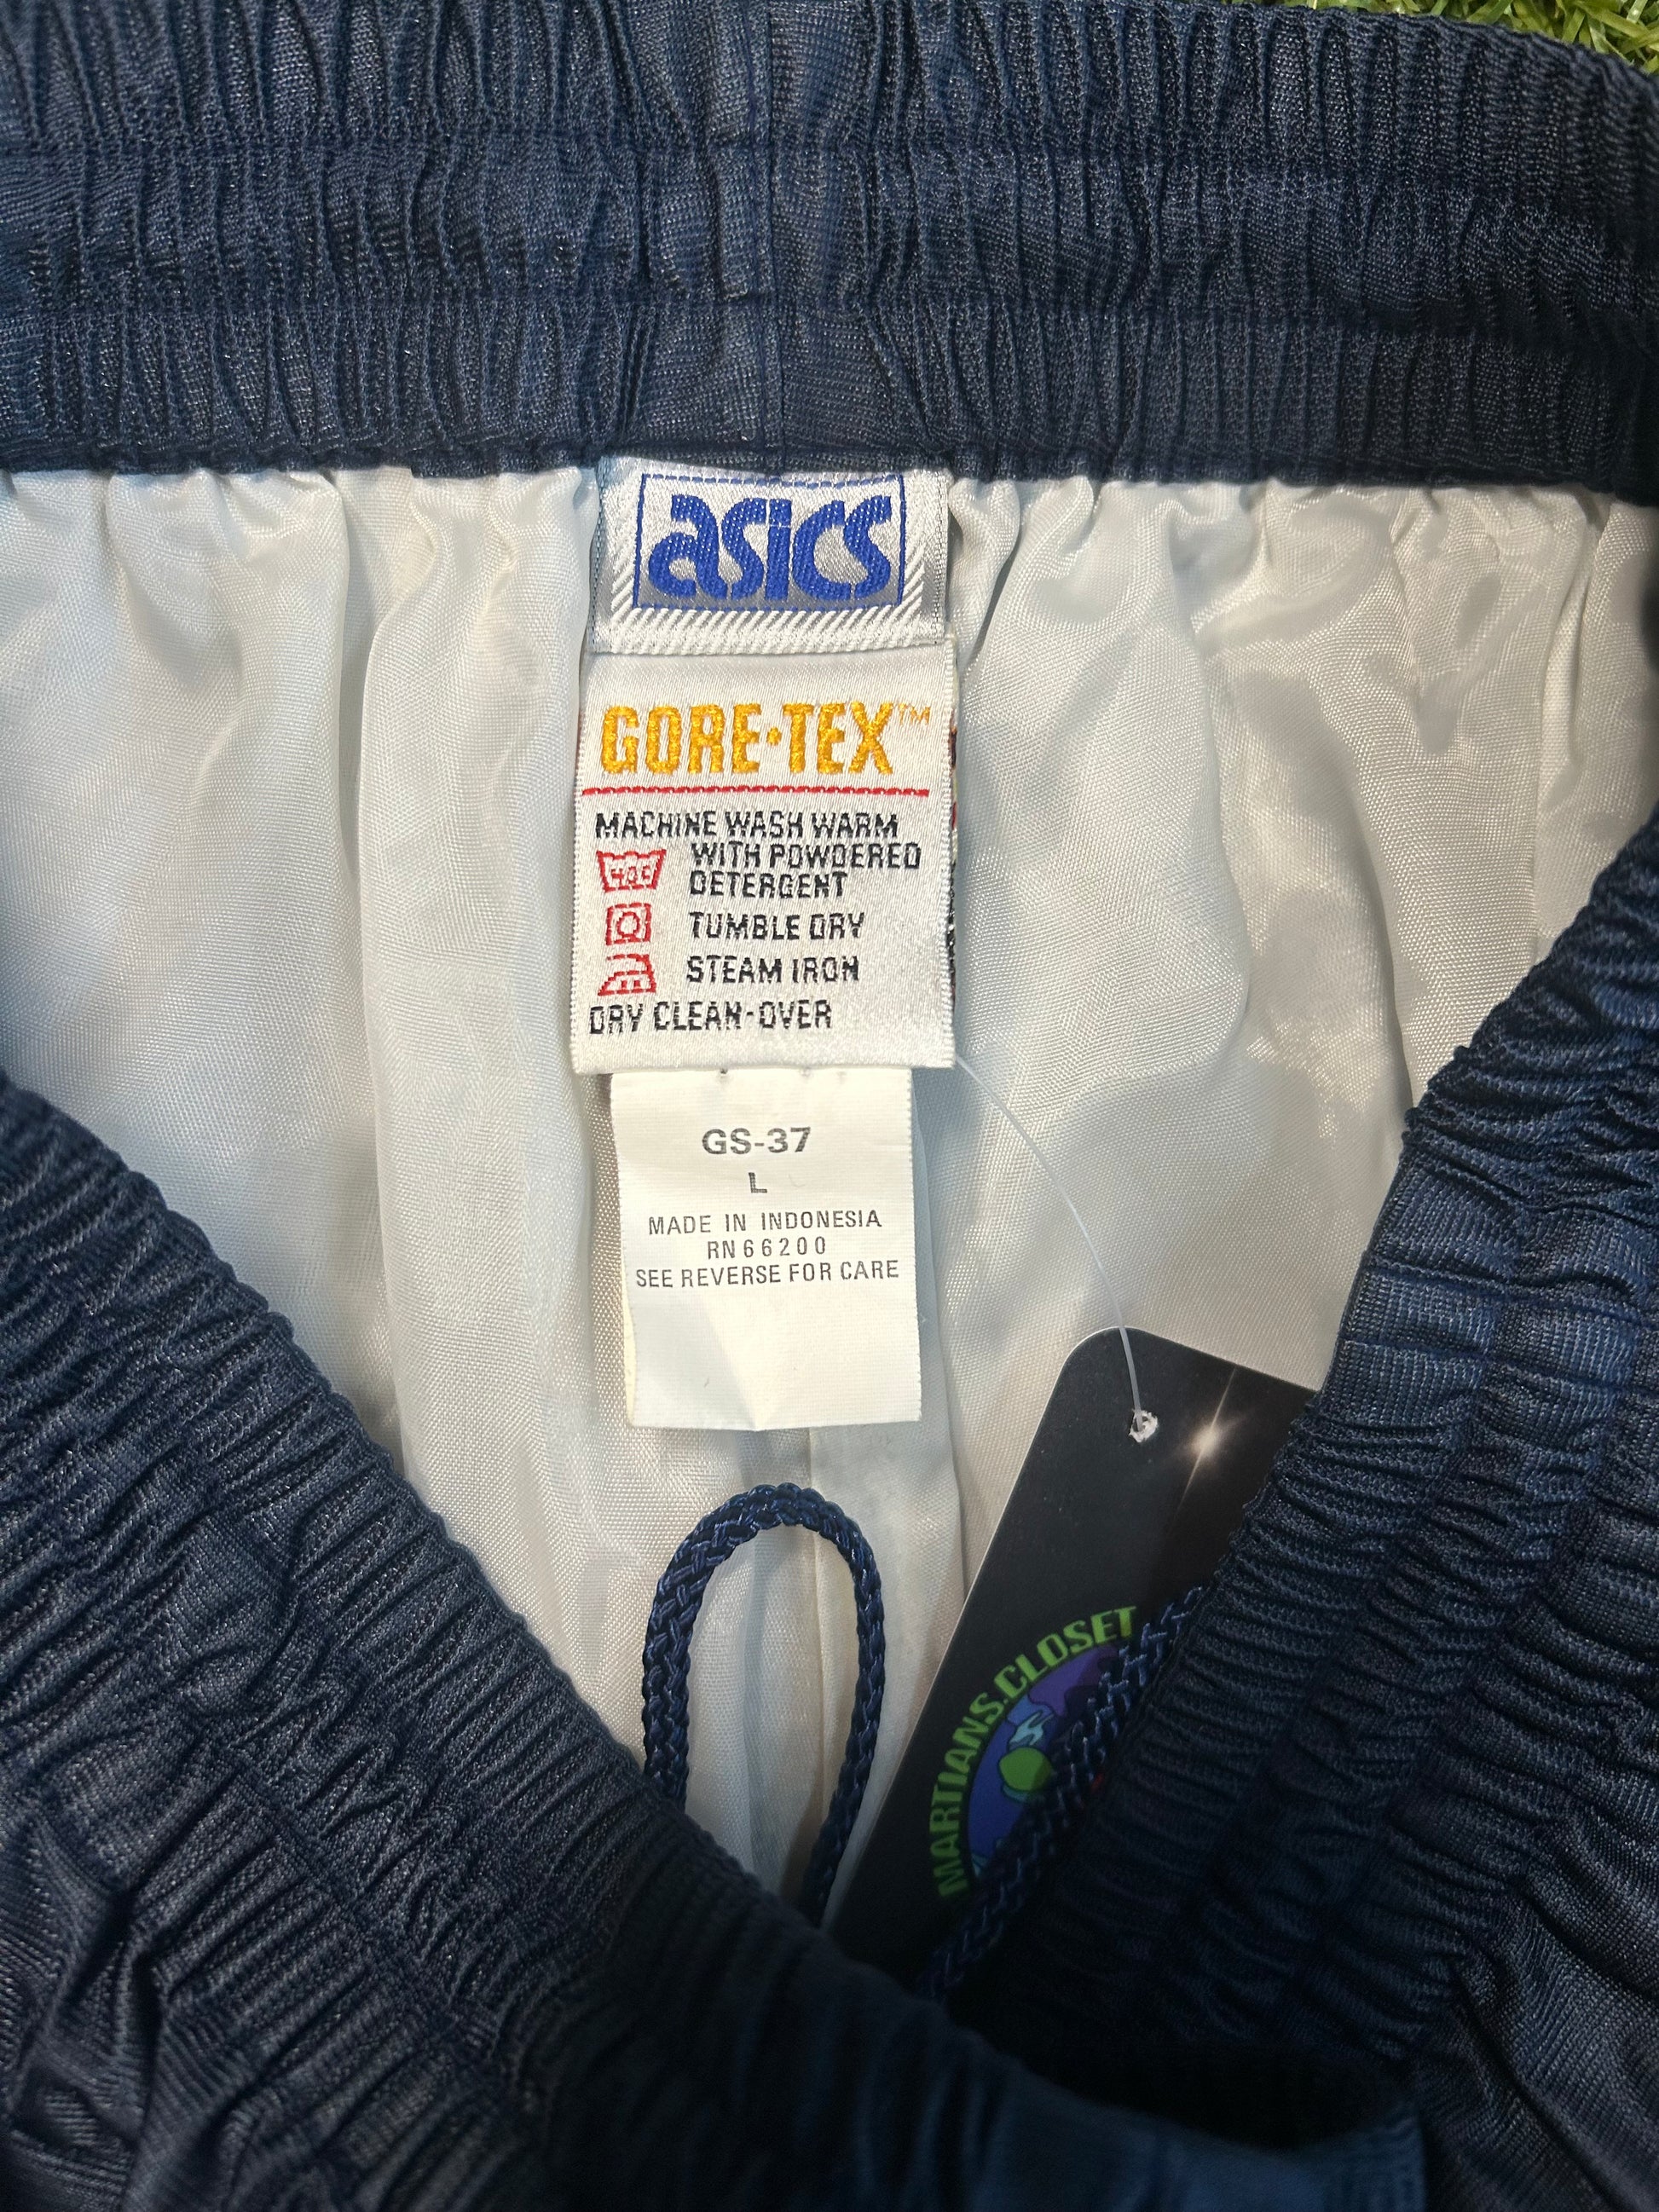 asics
GORE·TEX™
MACHINE WASH WARM
40C WITH POWDERED
DETERGENT
TUMBLE DRY
STEAM IRON
DRY CLEAN-OVER
GS-37
L
MADE IN INDONESIA
RN66200
SEE REVERSE FOR CARE
MARTIANS.CLOSET